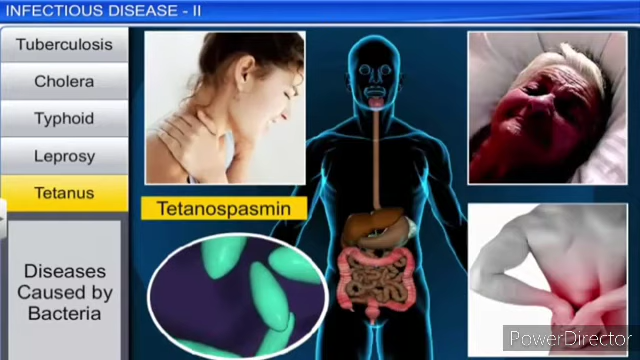 INFECTIOUS DISEASE - II
Tuberculosis
Cholera
Typhoid
Leprosy
Tetanus
Diseases
Caused by
Bacteria
Tetanospasmin
PowerDirector